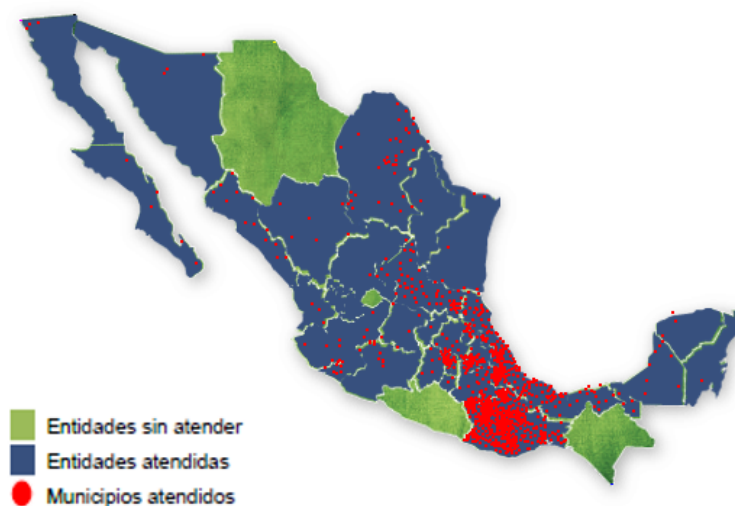 Entidades sin atender
Entidades atendidas
Municipios atendidos